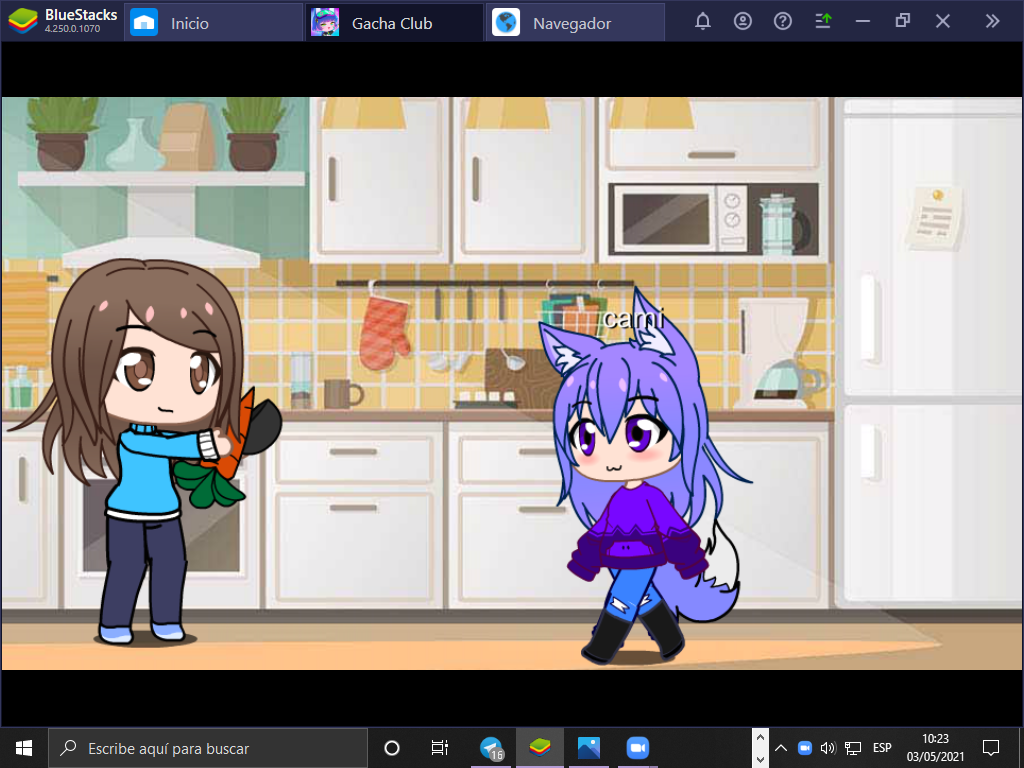 BlueStacks
4.250.0.1070
Inicio
Gacha Club
Navegador
cami
Escribe aquí para buscar
16
ESP
10:23
03/05/2021